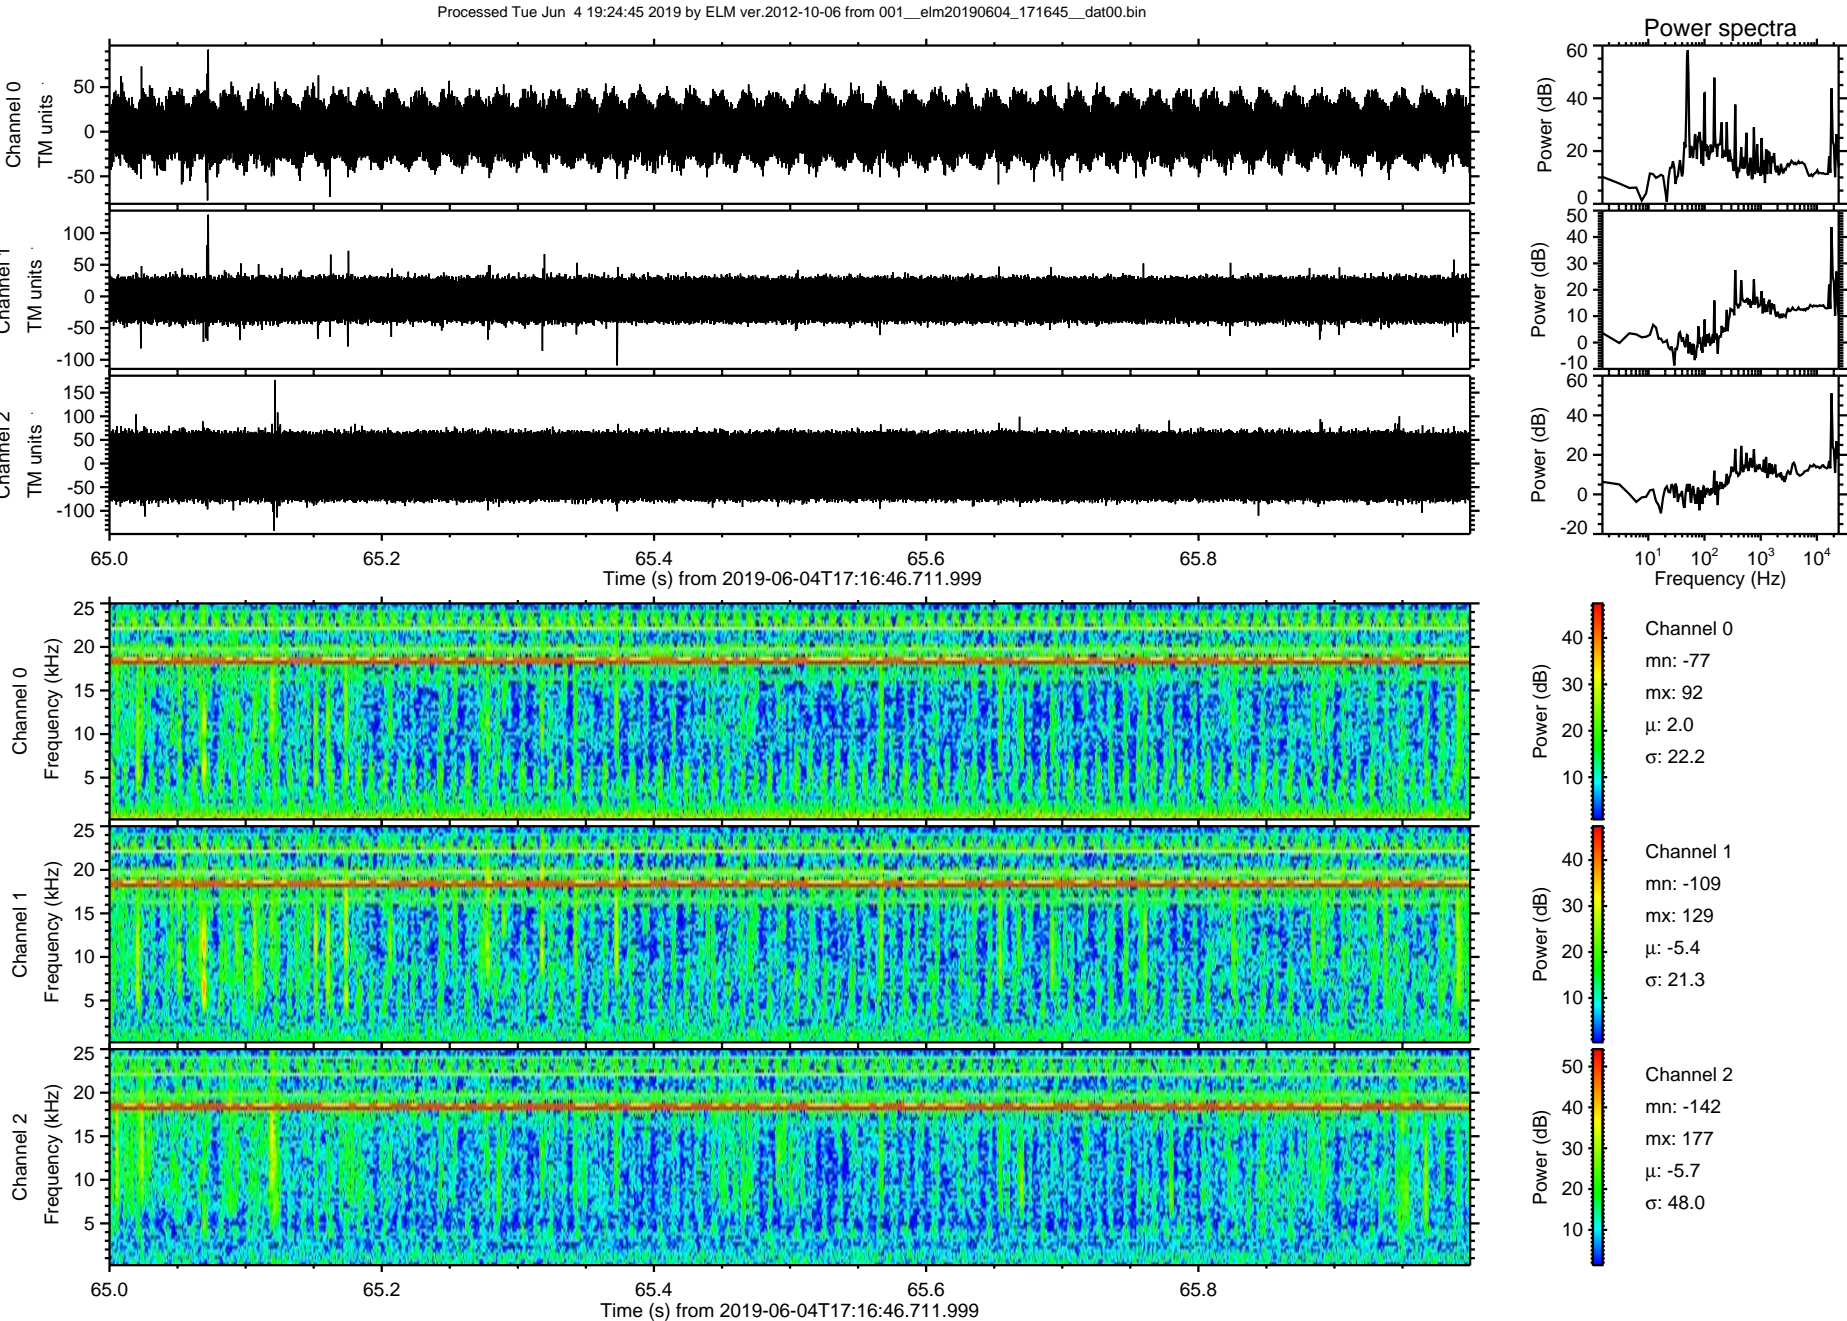 Processed Tue Jun  4 19:24:45 2019 by ELM ver.2012-10-06 from 001__elm20190604_171645__dat00.bin
Power spectra
Channel 0
TM units
50
0
-50
Power (dB)
60
40
20
0
Channel 1
TM units
100
50
0
-50
-100
Power (dB)
50
40
30
20
10
0
-10
Channel 2
TM units
150
100
50
0
-50
-100
Power (dB)
60
40
20
0
-20
65.0 65.2 65.4 65.6 65.8
Time (s) from 2019-06-04T17:16:46.711.999
10^1 10^2 10^3 10^4
Frequency (Hz)
Channel 0
Frequency (kHz)
25
20
15
10
5
Power (dB)
40
30
20
10
Channel 0
mn: -77
mx: 92
μ: 2.0
σ: 22.2
Channel 1
Frequency (kHz)
25
20
15
10
5
Power (dB)
40
30
20
10
Channel 1
mn: -109
mx: 129
μ: -5.4
σ: 21.3
Channel 2
Frequency (kHz)
25
20
15
10
5
Power (dB)
50
40
30
20
10
Channel 2
mn: -142
mx: 177
μ: -5.7
σ: 48.0
65.0 65.2 65.4 65.6 65.8
Time (s) from 2019-06-04T17:16:46.711.999